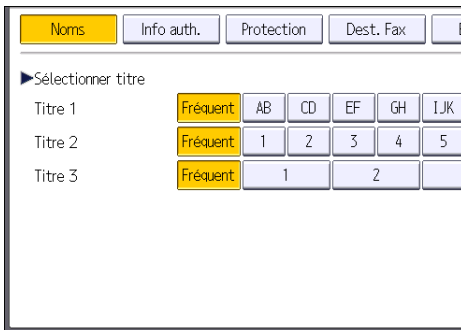 Noms Info auth. Protection Dest. Fax
▶Sélectionner titre
Titre 1 Fréquent AB CD EF GH IJK
Titre 2 Fréquent 1 2 3 4 5
Titre 3 Fréquent 1 2